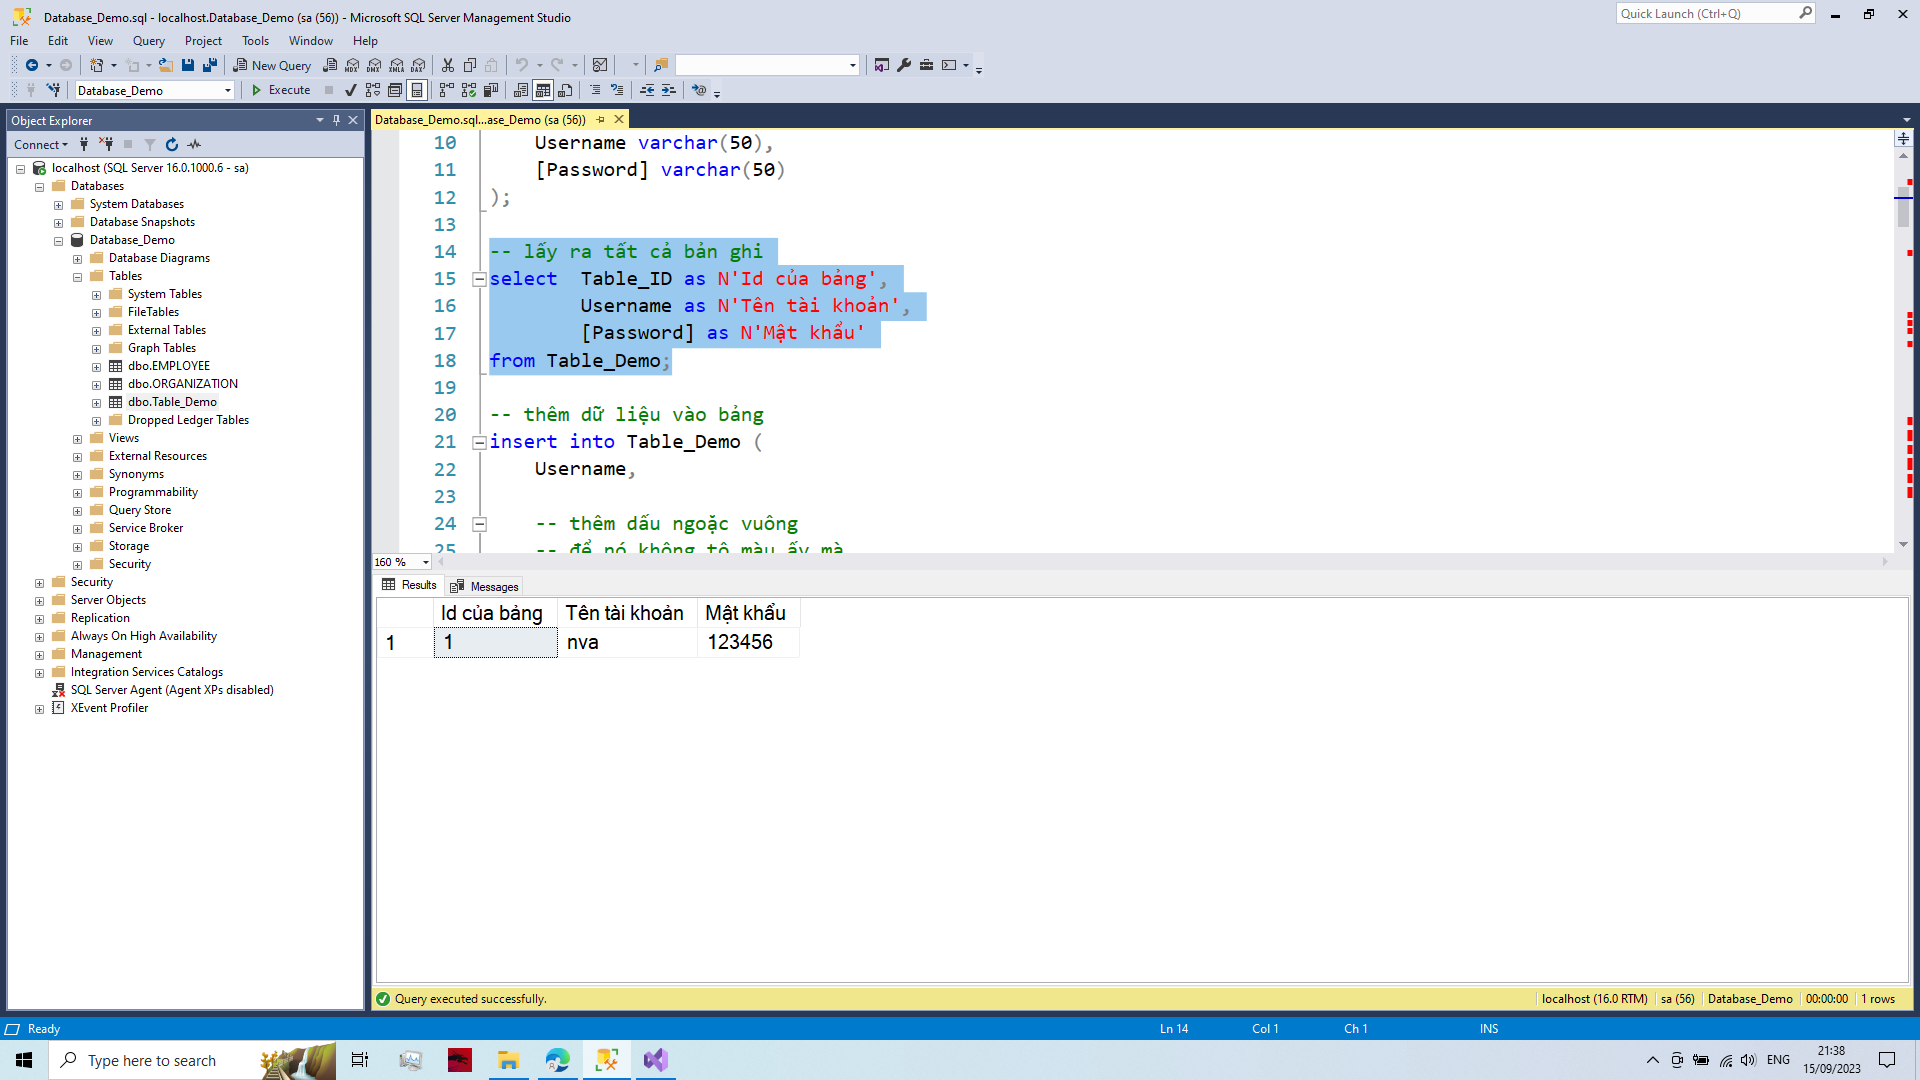 Database_Demo.sql - localhost.Database_Demo (sa (56)) - Microsoft SQL Server Management Studio
Quick Launch (Ctrl+Q)
File Edit View Query Project Tools Window Help
New Query
MDX DMX XMLA DAX
Database_Demo
Execute
Object Explorer
Connect
localhost (SQL Server 16.0.1000.6 - sa)
Databases
System Databases
Database Snapshots
Database_Demo
Database Diagrams
Tables
System Tables
FileTables
External Tables
Graph Tables
dbo.EMPLOYEE
dbo.ORGANIZATION
dbo.Table_Demo
Dropped Ledger Tables
Views
External Resources
Synonyms
Programmability
Query Store
Service Broker
Storage
Security
Security
Server Objects
Replication
Always On High Availability
Management
Integration Services Catalogs
SQL Server Agent (Agent XPs disabled)
XEvent Profiler
Database_Demo.sql...ase_Demo (sa (56))
10 Username varchar(50),
11 [Password] varchar(50)
12 );
13
14 -- lấy ra tất cả bản ghi
15 select Table_ID as N'Id của bảng',
16 Username as N'Tên tài khoản',
17 [Password] as N'Mật khẩu'
18 from Table_Demo;
19
20 -- thêm dữ liệu vào bảng
21 insert into Table_Demo (
22 Username,
23
24 -- thêm dấu ngoặc vuông
25 -- để nó không tô màu ấy mà
160 %
Results Messages
Id của bảng Tên tài khoản Mật khẩu
1 1 nva 123456
Query executed successfully.
localhost (16.0 RTM) sa (56) Database_Demo 00:00:00 1 rows
Ready Ln 14 Col 1 Ch 1 INS
Type here to search
ENG
21:38
15/09/2023